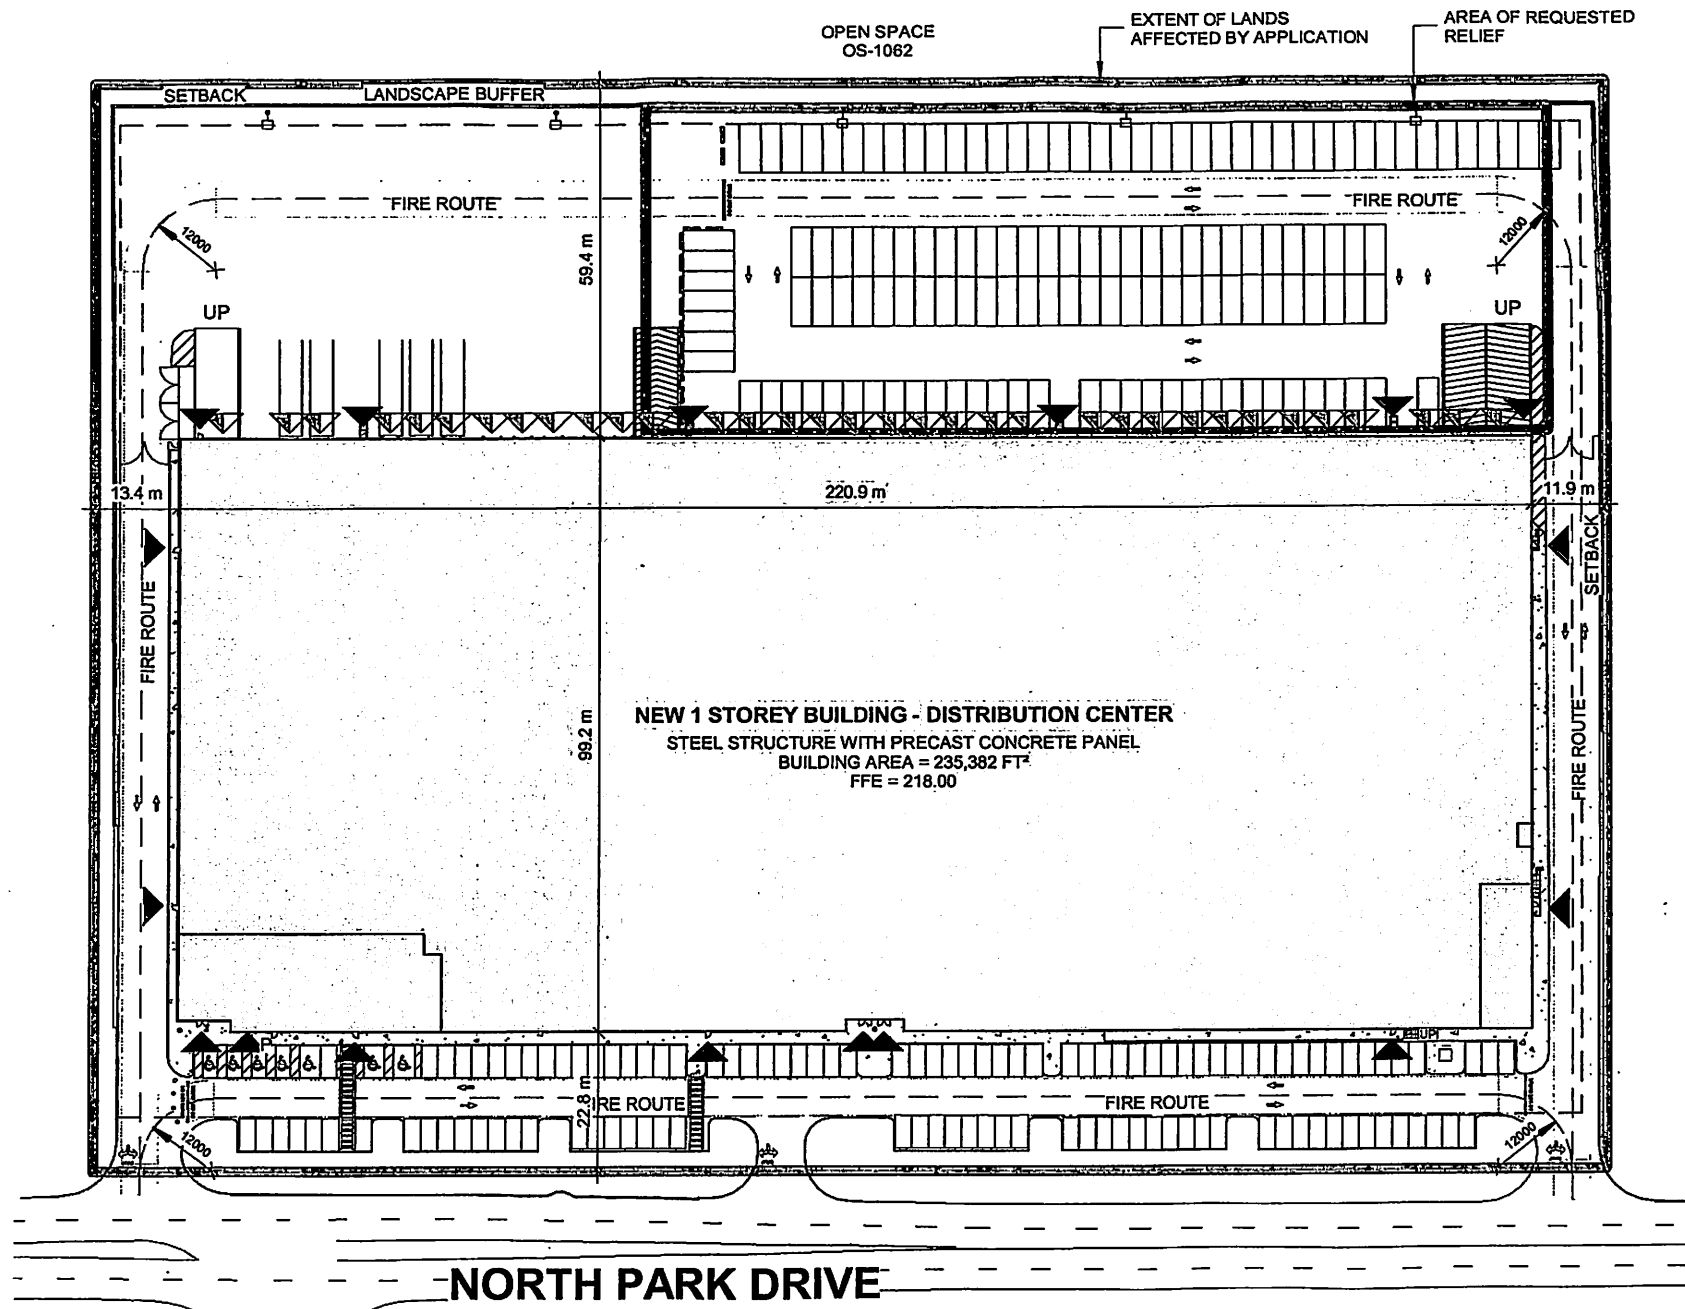 OPEN SPACE
OS-1062
EXTENT OF LANDS
AFFECTED BY APPLICATION
AREA OF REQUESTED
RELIEF
SETBACK
LANDSCAPE BUFFER
FIRE ROUTE
FIRE ROUTE
12000
12000
59.4 m
UP
UP
13.4 m
220.9 m
11.9 m
SETBACK
FIRE ROUTE
FIRE ROUTE
99.2 m
NEW 1 STOREY BUILDING - DISTRIBUTION CENTER
STEEL STRUCTURE WITH PRECAST CONCRETE PANEL
BUILDING AREA = 235,382 FT²
FFE = 218.00
UP
22.8 m
RE ROUTE
FIRE ROUTE
12000
12000
NORTH PARK DRIVE